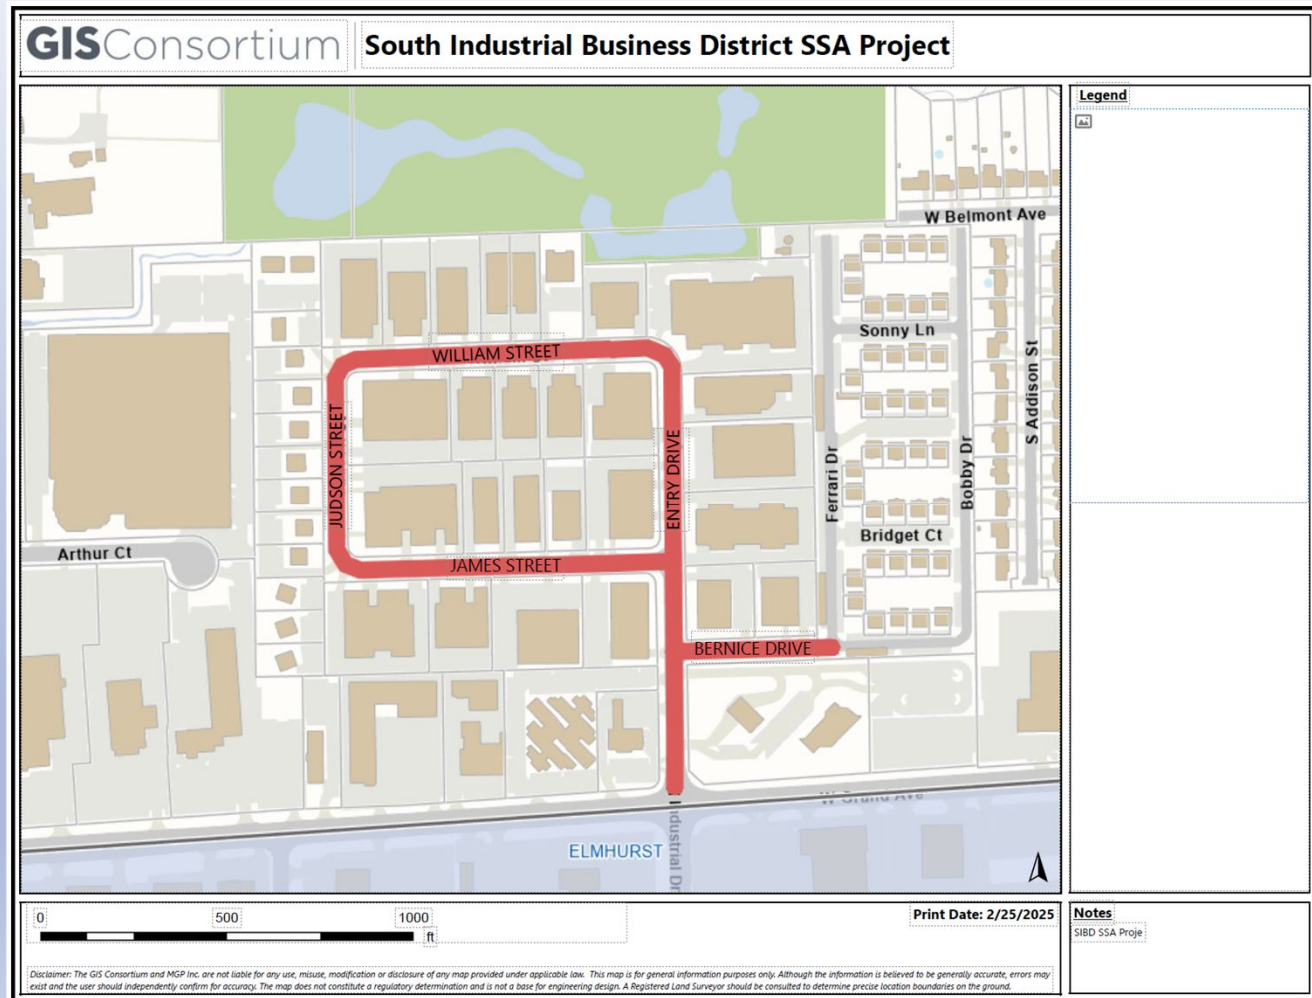 GISConsortium
South Industrial Business District SSA Project
Legend
W Belmont Ave
Sonny Ln
WILLIAM STREET
S Addison St
JUDSON STREET
ENTRY DRIVE
Ferrari Dr
Bobby Dr
Bridget Ct
Arthur Ct
JAMES STREET
BERNICE DRIVE
W Grand Ave
Industrial Dr
ELMHURST
0 500 1000
ft
Print Date: 2/25/2025
Notes
SIBD SSA Proje
Disclaimer: The GIS Consortium and MGP Inc. are not liable for any use, misuse, modification or disclosure of any map provided under applicable law. This map is for general information purposes only. Although the information is believed to be generally accurate, errors may
exist and the user should independently confirm for accuracy. The map does not constitute a regulatory determination and is not a base for engineering design. A Registered Land Surveyor should be consulted to determine precise location boundaries on the ground.